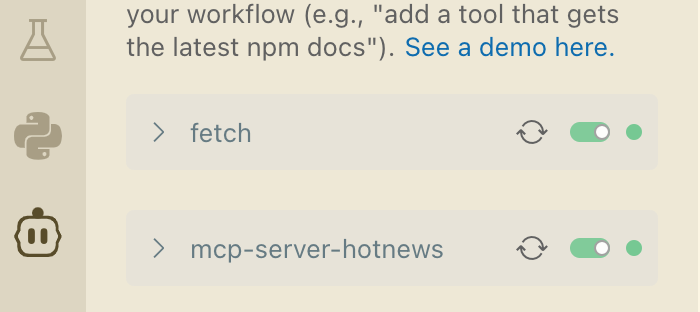 your workflow (e.g., "add a tool that gets
the latest npm docs"). See a demo here.
fetch
mcp-server-hotnews